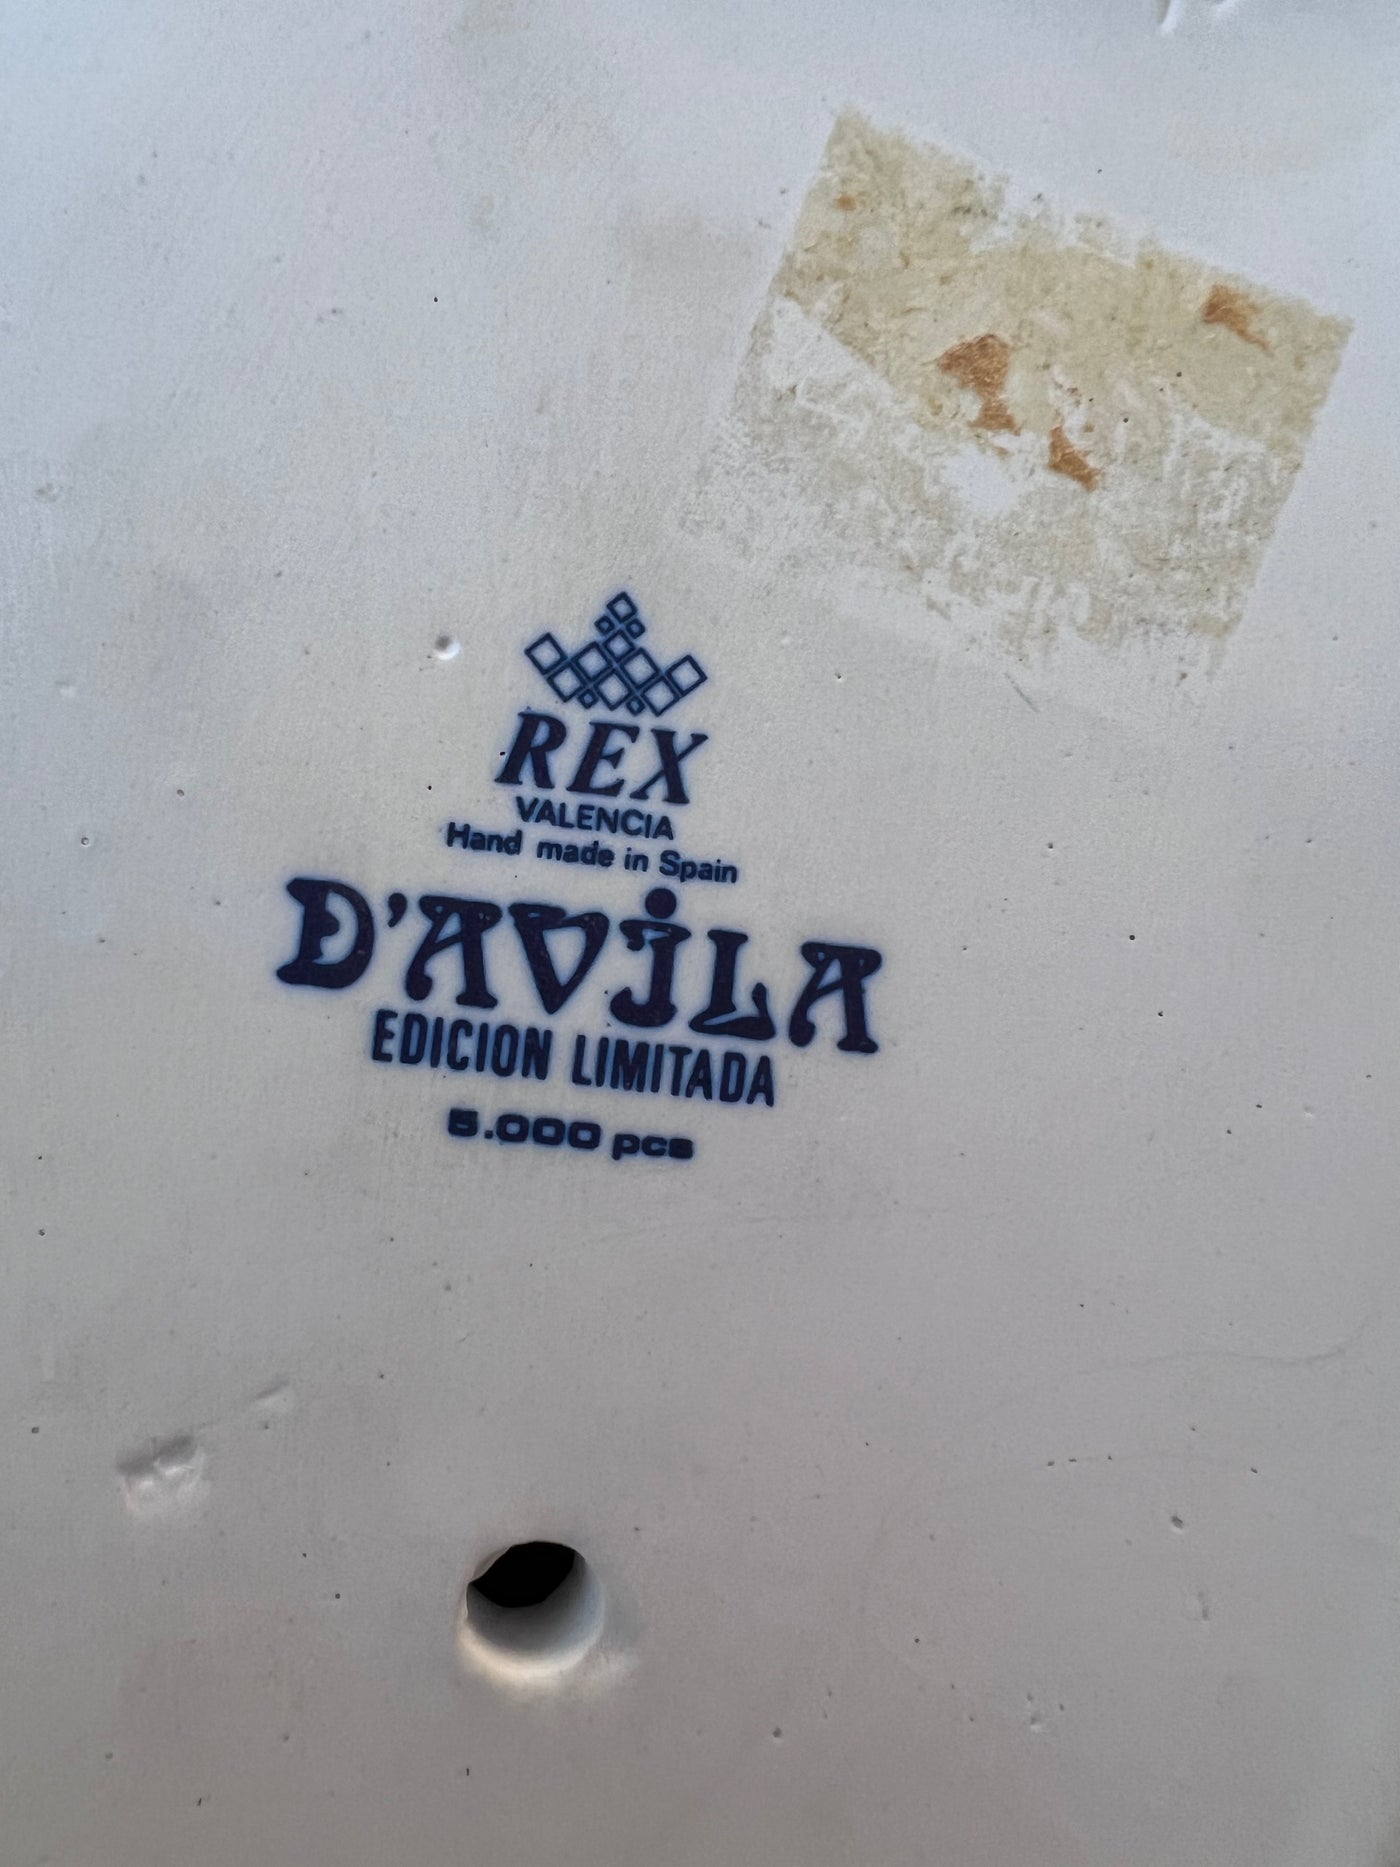 REX
VALENCIA
Hand made in Spain
D'AViLA
EDICION LIMITADA
5.000 pcs